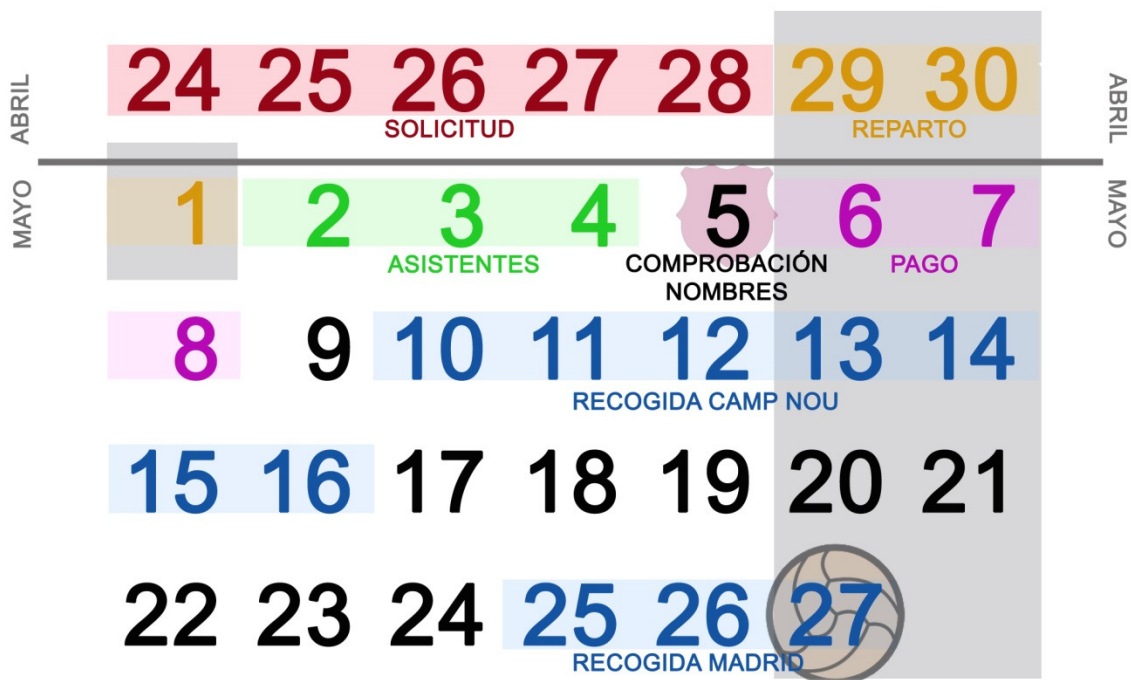 24 25 26 27 28 29 30
SOLICITUD REPARTO
ABRIL ABRIL
MAYO MAYO
1 2 3 4 5 6 7
ASISTENTES COMPROBACIÓN PAGO
NOMBRES
8 9 10 11 12 13 14
RECOGIDA CAMP NOU
15 16 17 18 19 20 21
22 23 24 25 26 27
RECOGIDA MADRID